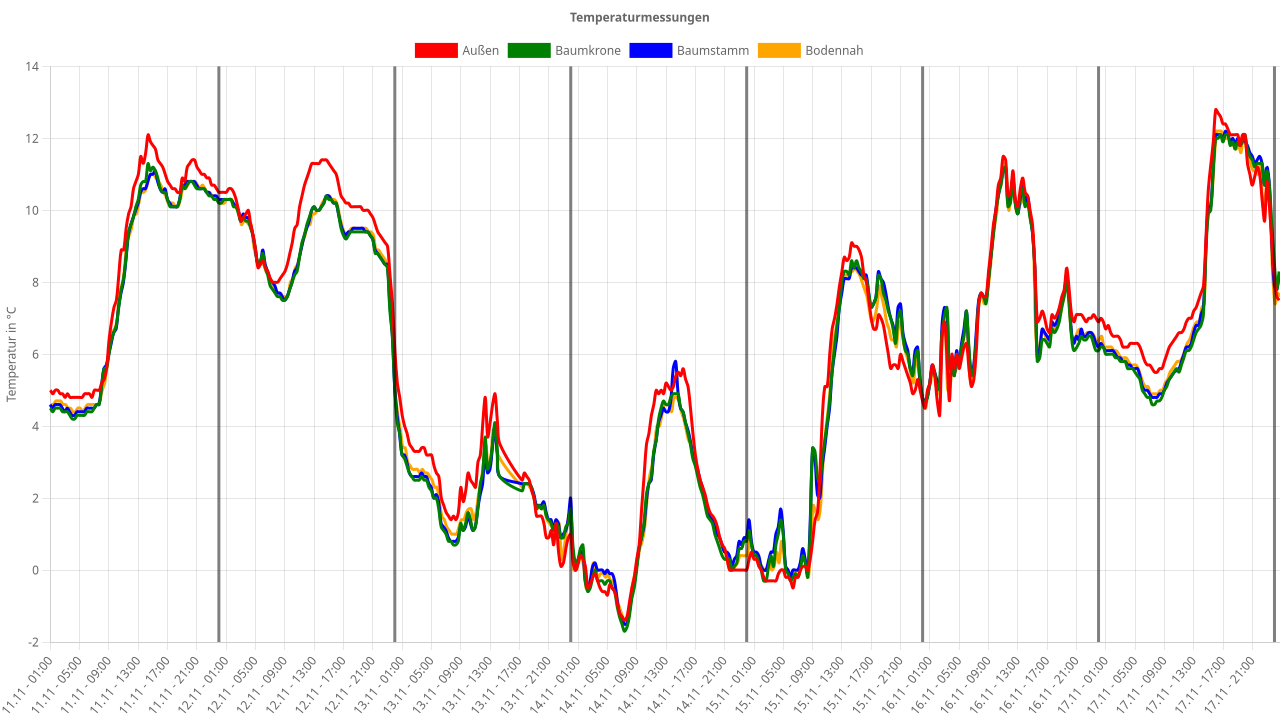 Temperaturmessungen
Außen Baumkrone Baumstamm Bodennah
Temperatur in °C
14
12
10
8
6
4
2
0
-2
11.11 - 01:00
11.11 - 05:00
11.11 - 09:00
11.11 - 13:00
11.11 - 17:00
11.11 - 21:00
12.11 - 01:00
12.11 - 05:00
12.11 - 09:00
12.11 - 13:00
12.11 - 17:00
12.11 - 21:00
13.11 - 01:00
13.11 - 05:00
13.11 - 09:00
13.11 - 13:00
13.11 - 17:00
13.11 - 21:00
14.11 - 01:00
14.11 - 05:00
14.11 - 09:00
14.11 - 13:00
14.11 - 17:00
14.11 - 21:00
15.11 - 01:00
15.11 - 05:00
15.11 - 09:00
15.11 - 13:00
15.11 - 17:00
15.11 - 21:00
16.11 - 01:00
16.11 - 05:00
16.11 - 09:00
16.11 - 13:00
16.11 - 17:00
16.11 - 21:00
17.11 - 01:00
17.11 - 05:00
17.11 - 09:00
17.11 - 13:00
17.11 - 17:00
17.11 - 21:00